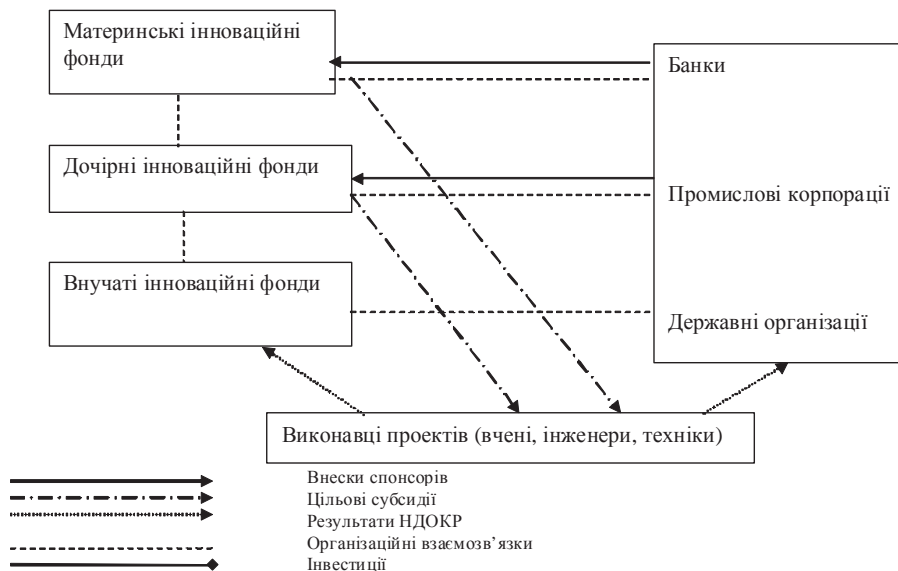 Материнські інноваційні
фонди
Банки
Дочірні інноваційні фонди
Промислові корпорації
Внучаті інноваційні фонди
Державні організації
Виконавці проектів (вчені, інженери, техніки)
Внески спонсорів
Цільові субсидії
Результати НДОКР
Організаційні взаємозв’язки
Інвестиції